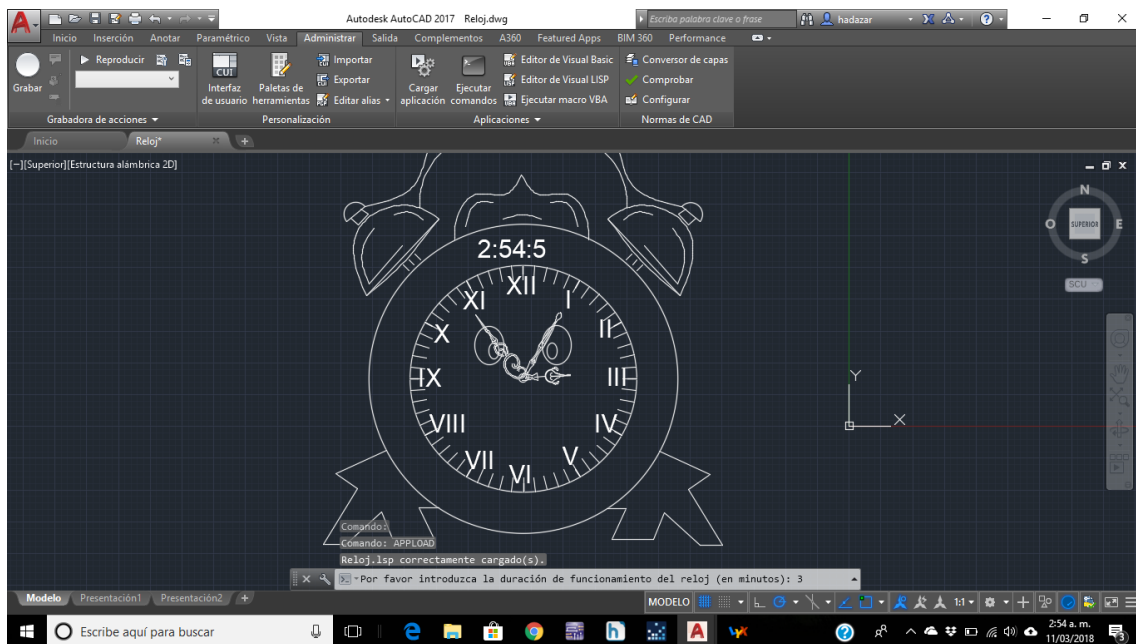 Autodesk AutoCAD 2017 Reloj.dwg
Escriba palabra clave o frase
hadazar
Inicio Inserción Anotar Paramétrico Vista Administrar Salida Complementos A360 Featured Apps BIM 360 Performance
Grabar
Reproducir
CUI
Interfaz
de usuario
Paletas de
herramientas
Importar
Exportar
Editar alias
Cargar
aplicación
Ejecutar
comandos
Editor de Visual Basic
Editor de Visual LISP
Ejecutar macro VBA
Conversor de capas
Comprobar
Configurar
Grabadora de acciones Personalización Aplicaciones Normas de CAD
Inicio Reloj*
[−][Superior][Estructura alámbrica 2D]
N
O SUPERIOR E
S
SCU
2:54:5
XII
XI I
X II
IX III
VIII IV
VII V
VI
Y
X
Comando:
Comando: APPLOAD
Reloj.lsp correctamente cargado(s).
Por favor introduzca la duración de funcionamiento del reloj (en minutos): 3
Modelo Presentación1 Presentación2
MODELO 1:1
Escribe aquí para buscar
2:54 a. m.
11/03/2018